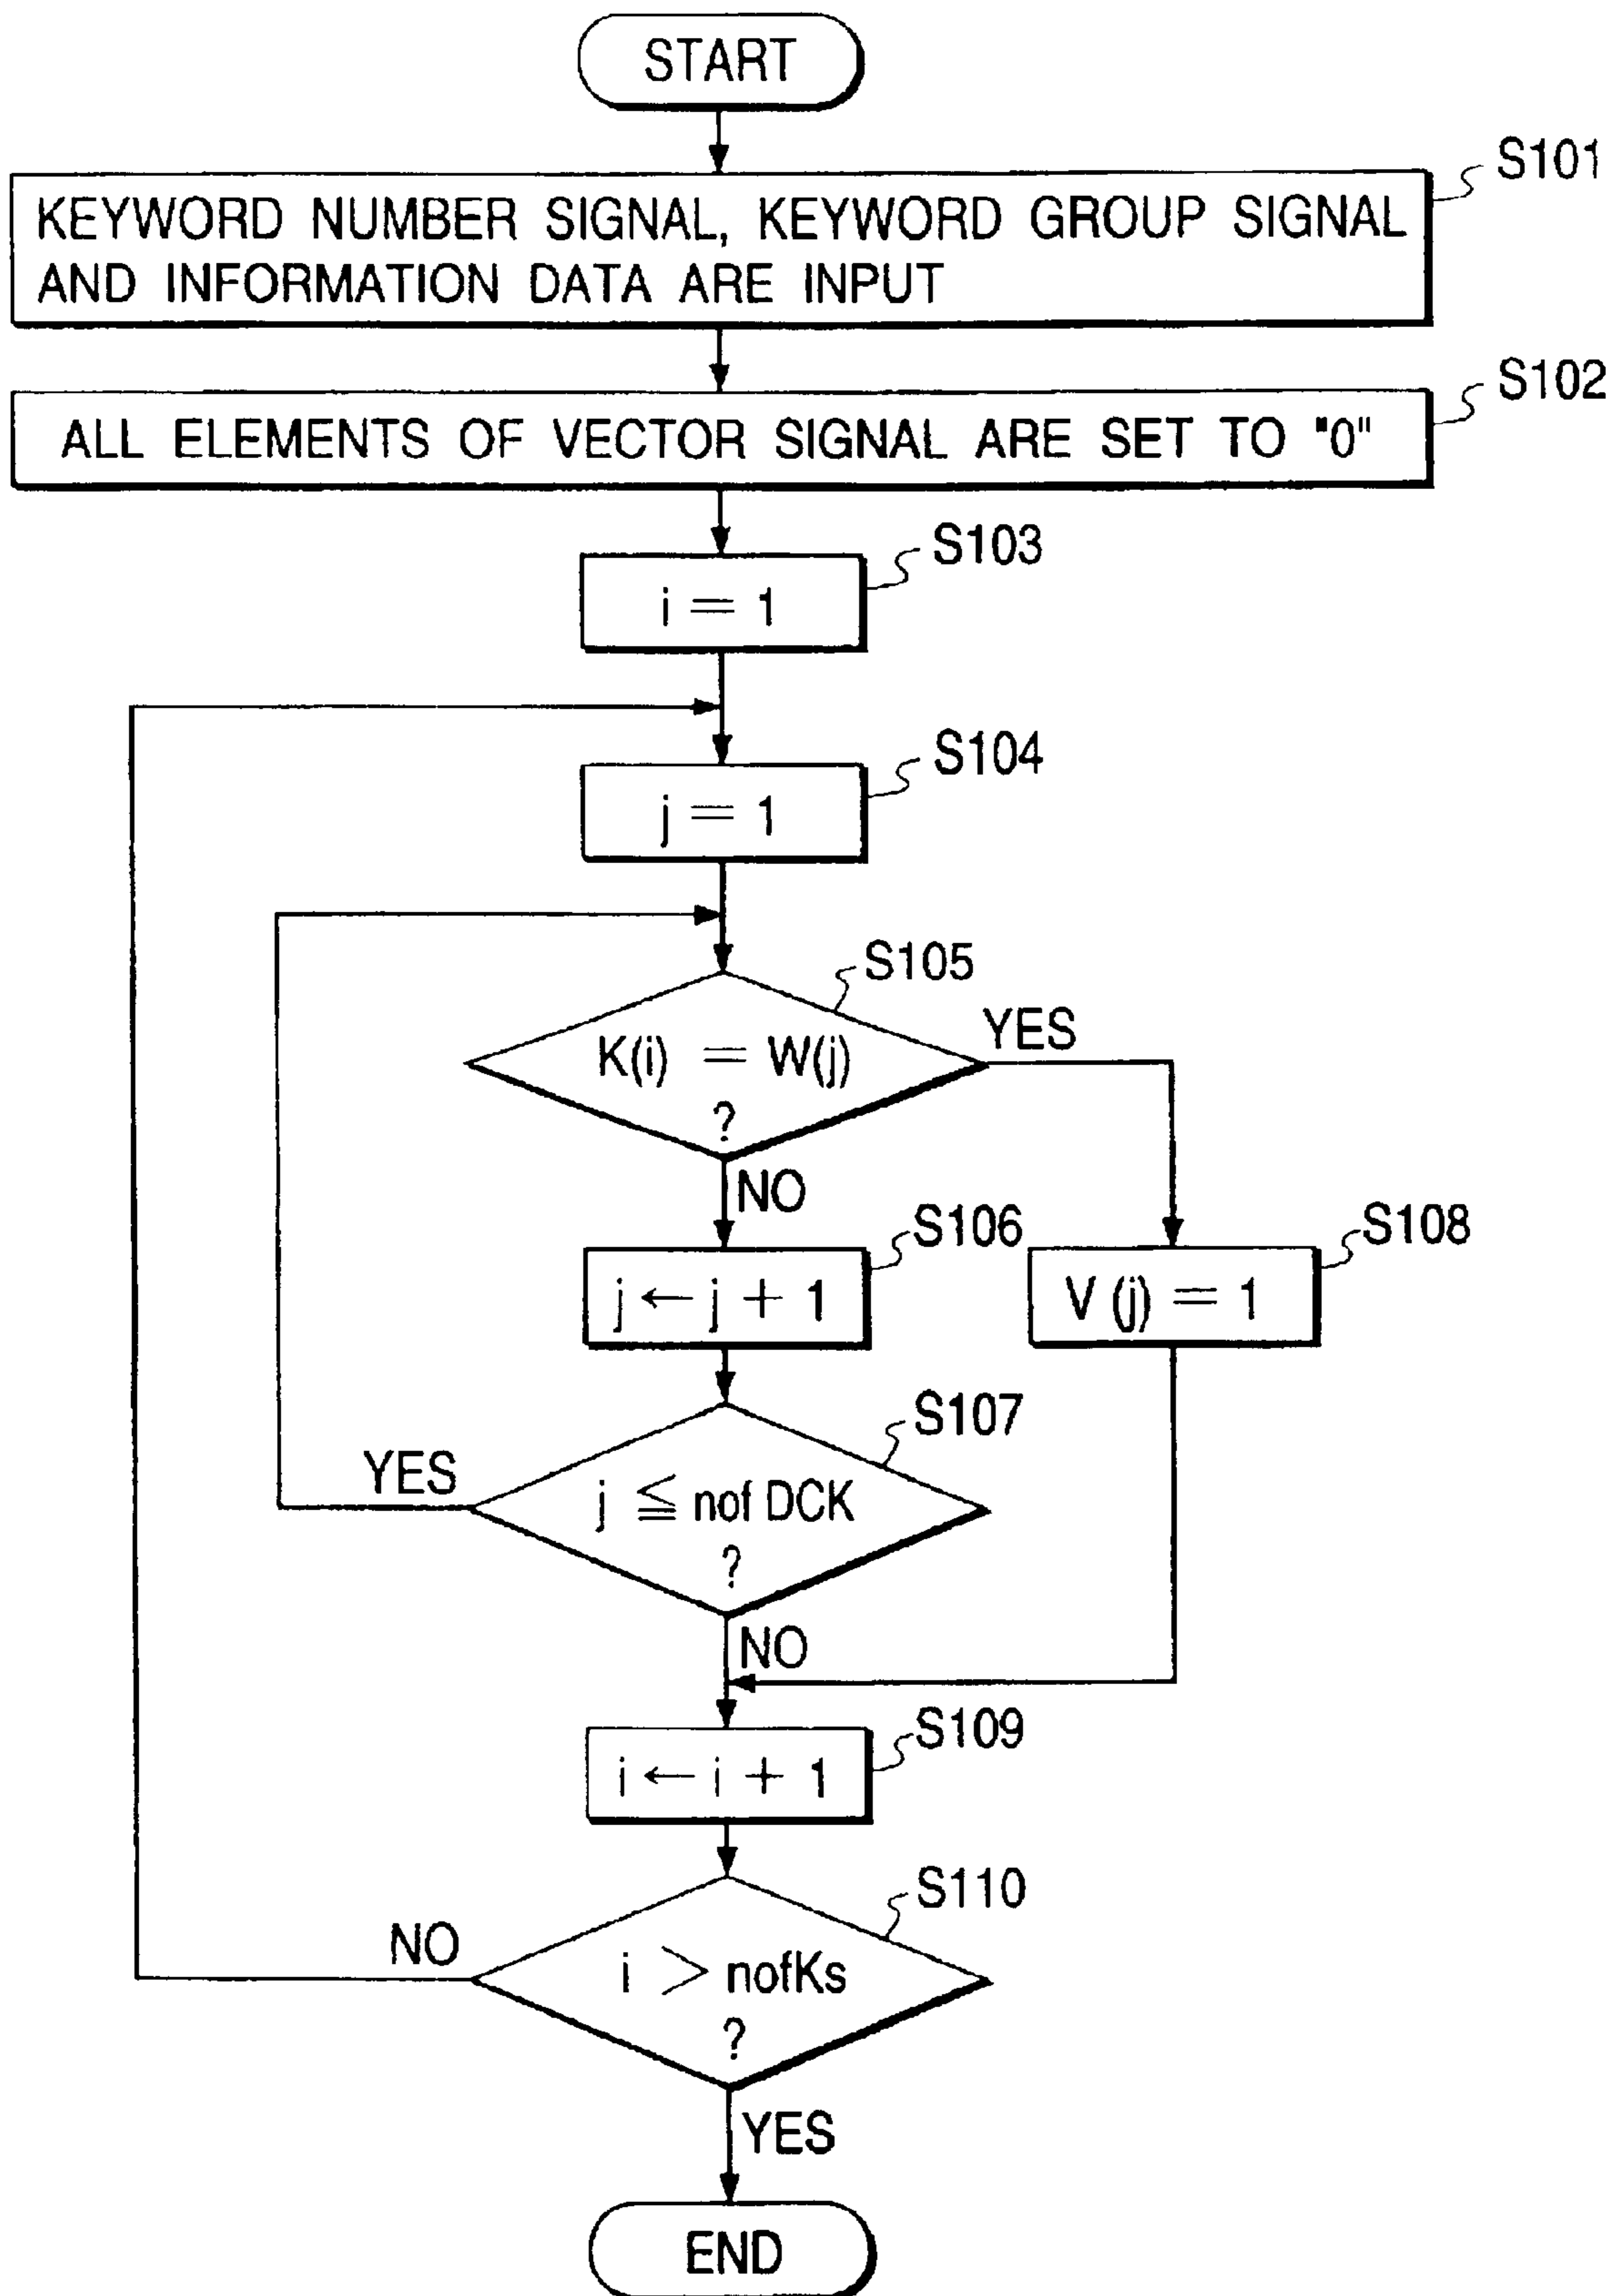 START
S101
KEYWORD NUMBER SIGNAL, KEYWORD GROUP SIGNAL
AND INFORMATION DATA ARE INPUT
S102
ALL ELEMENTS OF VECTOR SIGNAL ARE SET TO "0"
S103
i = 1
S104
j = 1
S105
K(i) = W(j)
?
YES
NO
S106
j ← j + 1
S108
V (j) = 1
S107
j ≦ nof DCK
?
YES
NO
S109
i ← i + 1
S110
i > nofKs
?
NO
YES
END